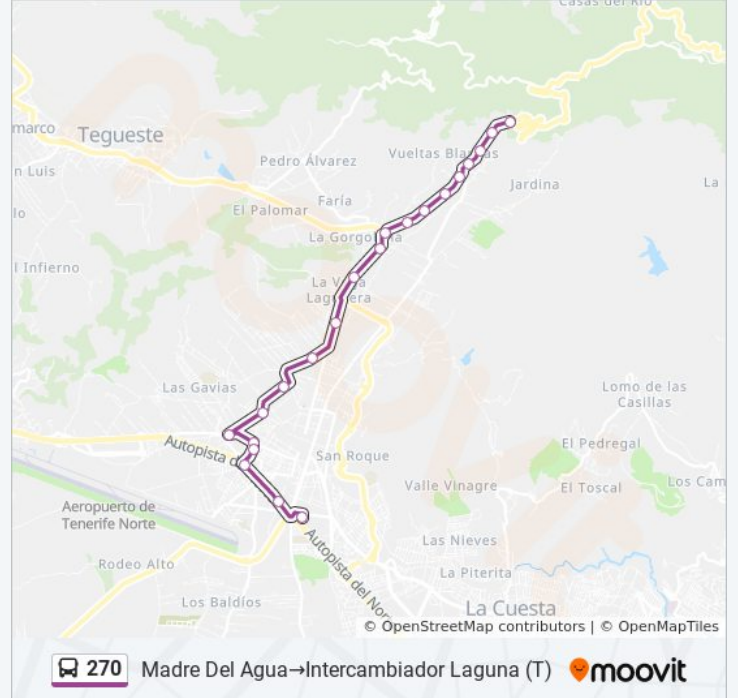 Casas del Río
marco
Tegueste
Pedro Álvarez
Vueltas Blancas
n Luis
Jardina
La
Faría
El Palomar
lo
La Gorgolana
l Infierno
La Vega
Lagunera
Las Gavias
Lomo de las
Casillas
Autopista d
San Roque
El Pedregal
Valle Vinagre
El Toscal
Los Cam
Aeropuerto de
Tenerife Norte
Las Nieves
Rodeo Alto
Autopista del Nor
La Piterita
Los Baldíos
La Cuesta
© OpenStreetMap contributors | © OpenMapTiles
270 Madre Del Agua→Intercambiador Laguna (T) moovit